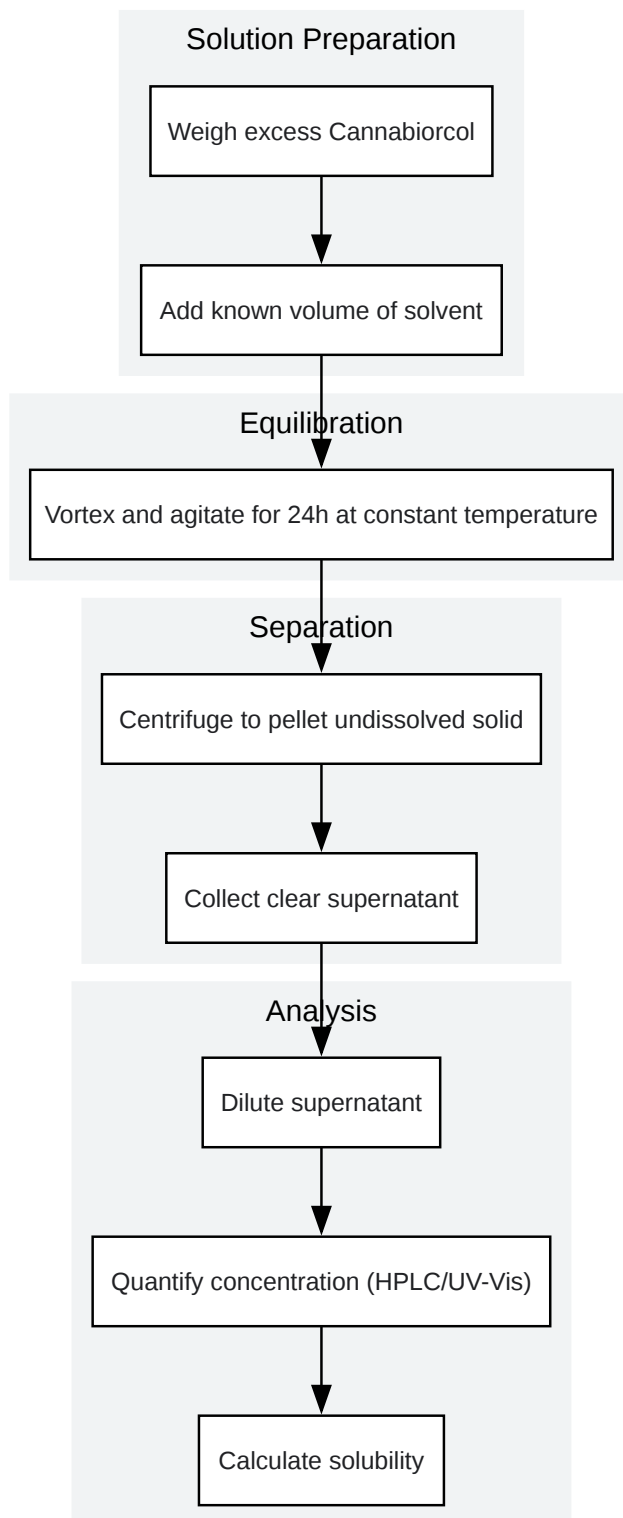 Solution Preparation
Weigh excess Cannabiorcol
Add known volume of solvent
Equilibration
Vortex and agitate for 24h at constant temperature
Separation
Centrifuge to pellet undissolved solid
Collect clear supernatant
Analysis
Dilute supernatant
Quantify concentration (HPLC/UV-Vis)
Calculate solubility